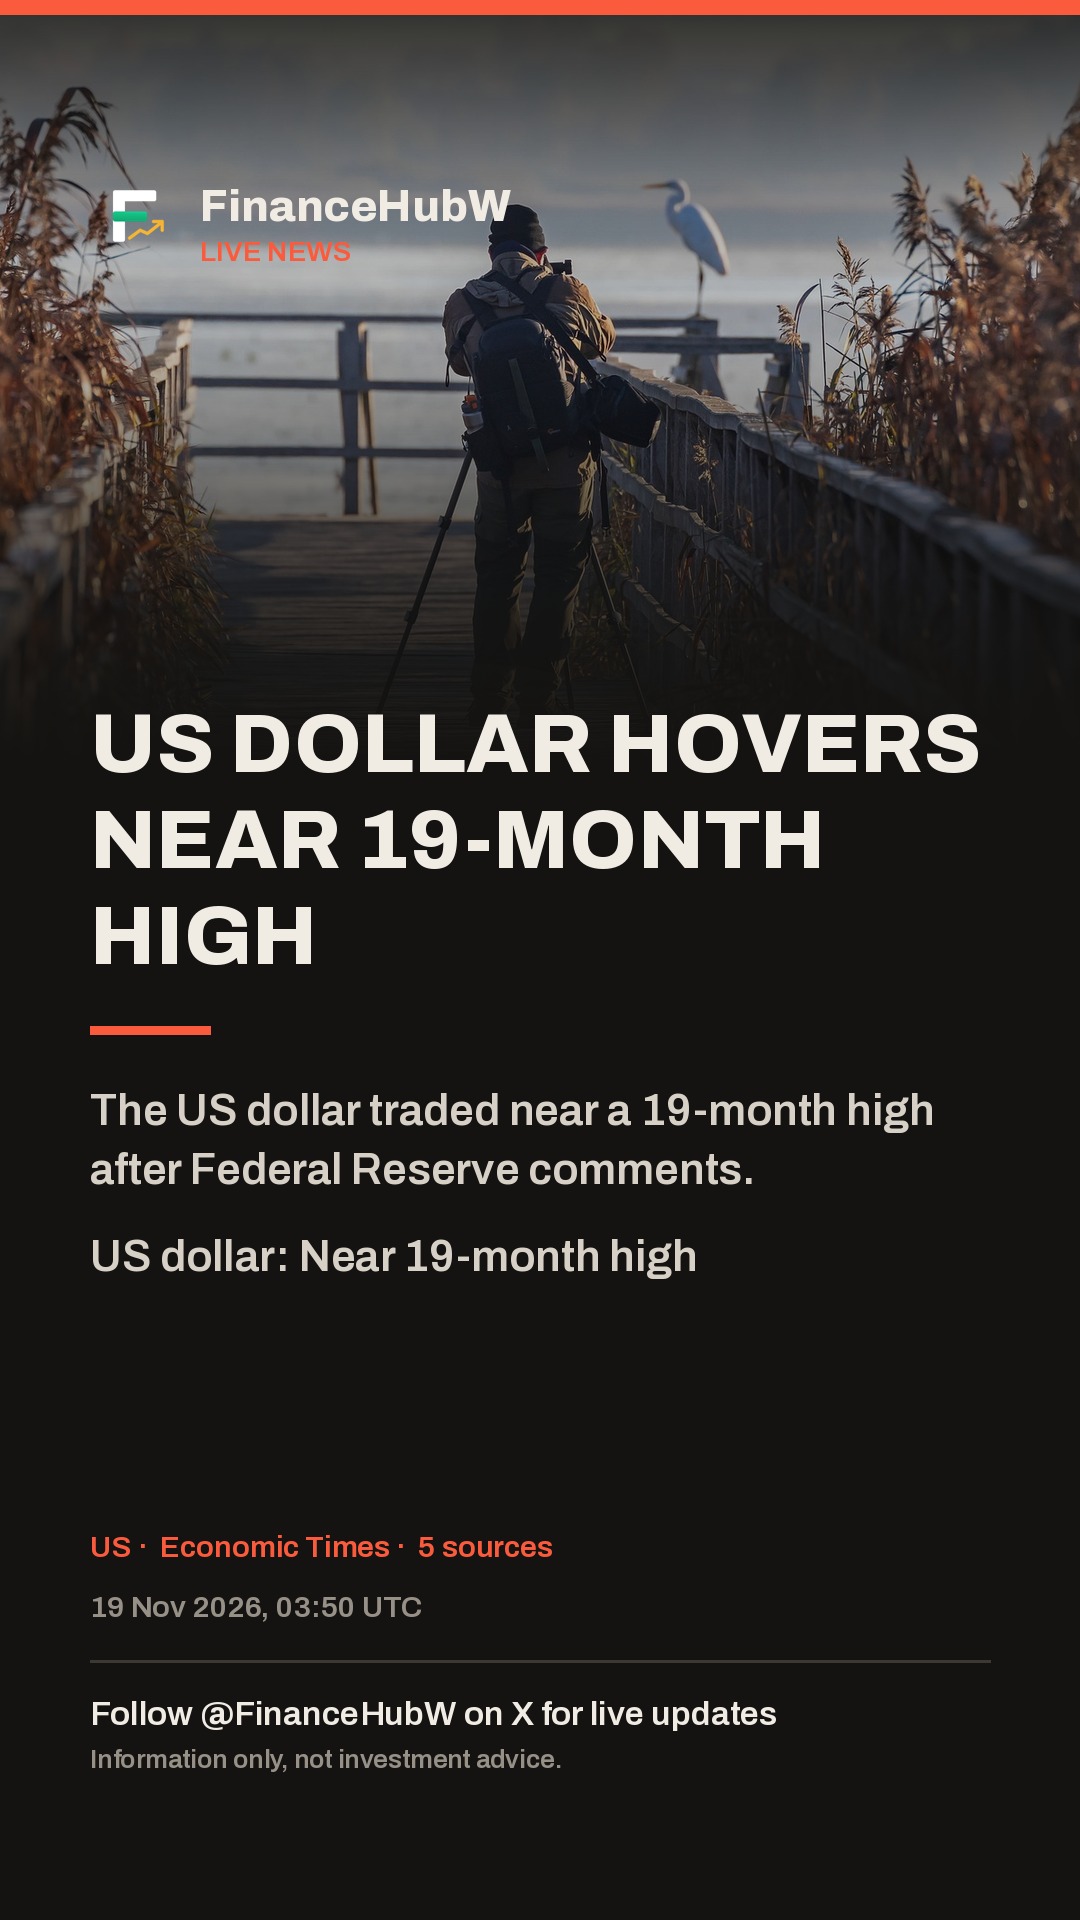 FinanceHubW
LIVE NEWS
US DOLLAR HOVERS
NEAR 19-MONTH
HIGH
The US dollar traded near a 19-month high
after Federal Reserve comments.
US dollar: Near 19-month high
US · Economic Times · 5 sources
19 Nov 2026, 03:50 UTC
Follow @FinanceHubW on X for live updates
Information only, not investment advice.